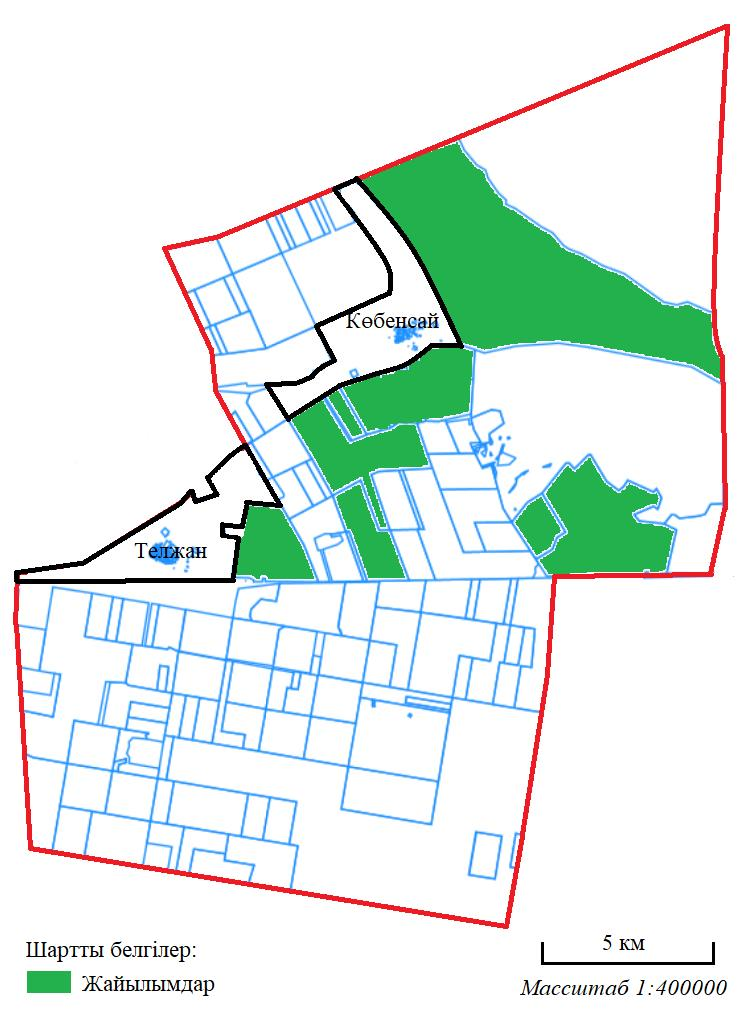 Көбенсай
Телжан
Шартты белгілер:
Жайылымдар
5 км
Масштаб 1:400000